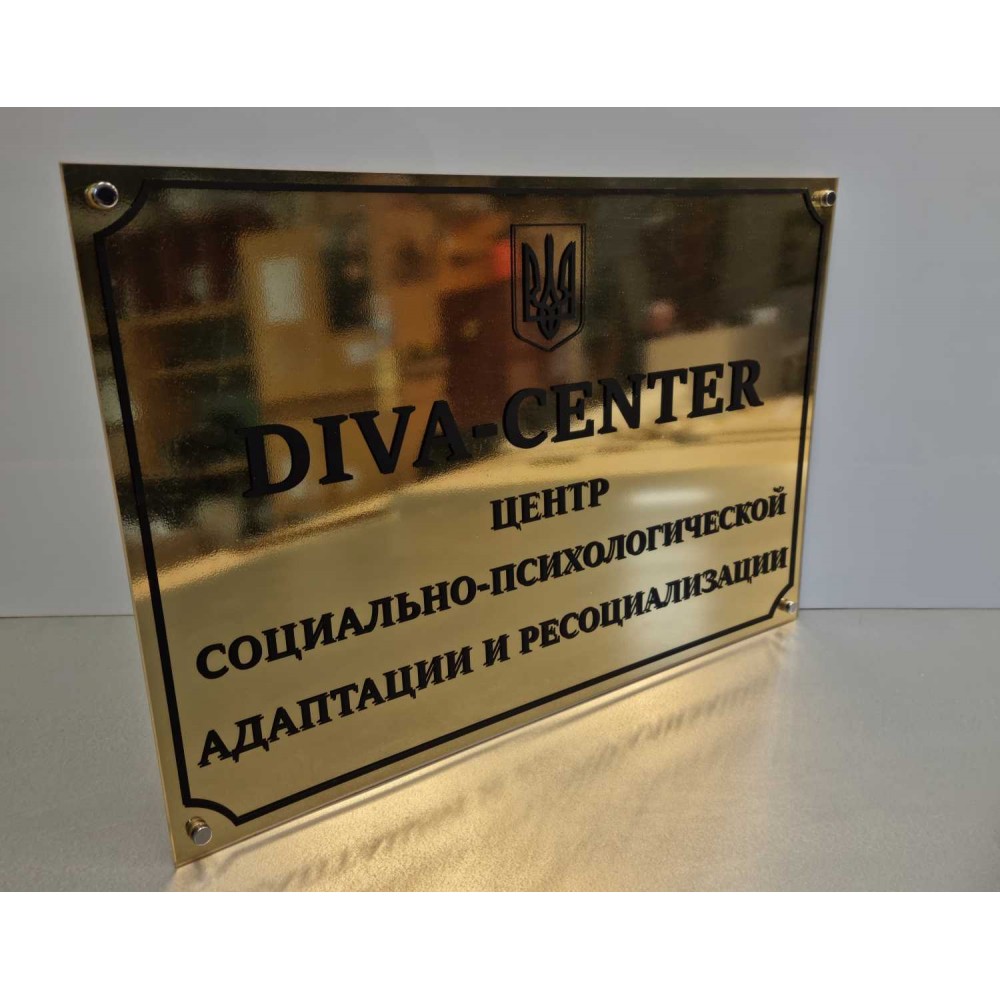 DIVA-CENTER
ЦЕНТР
СОЦИАЛЬНО-ПСИХОЛОГИЧЕСКОЙ
АДАПТАЦИИ И РЕСОЦИАЛИЗАЦИИ